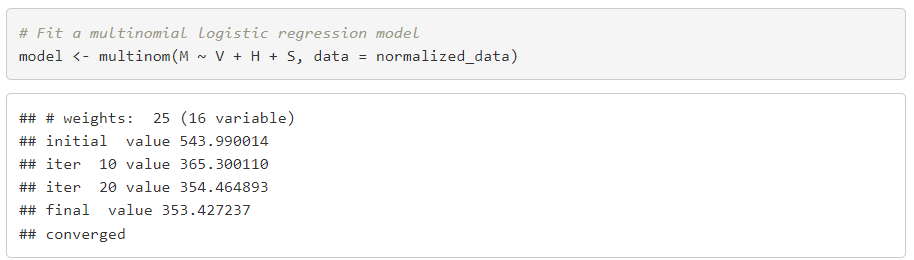 # Fit a multinomial logistic regression model
model <- multinom(M ~ V + H + S, data = normalized_data)
## # weights:  25 (16 variable)
## initial  value 543.990014
## iter  10 value 365.300110
## iter  20 value 354.464893
## final  value 353.427237
## converged